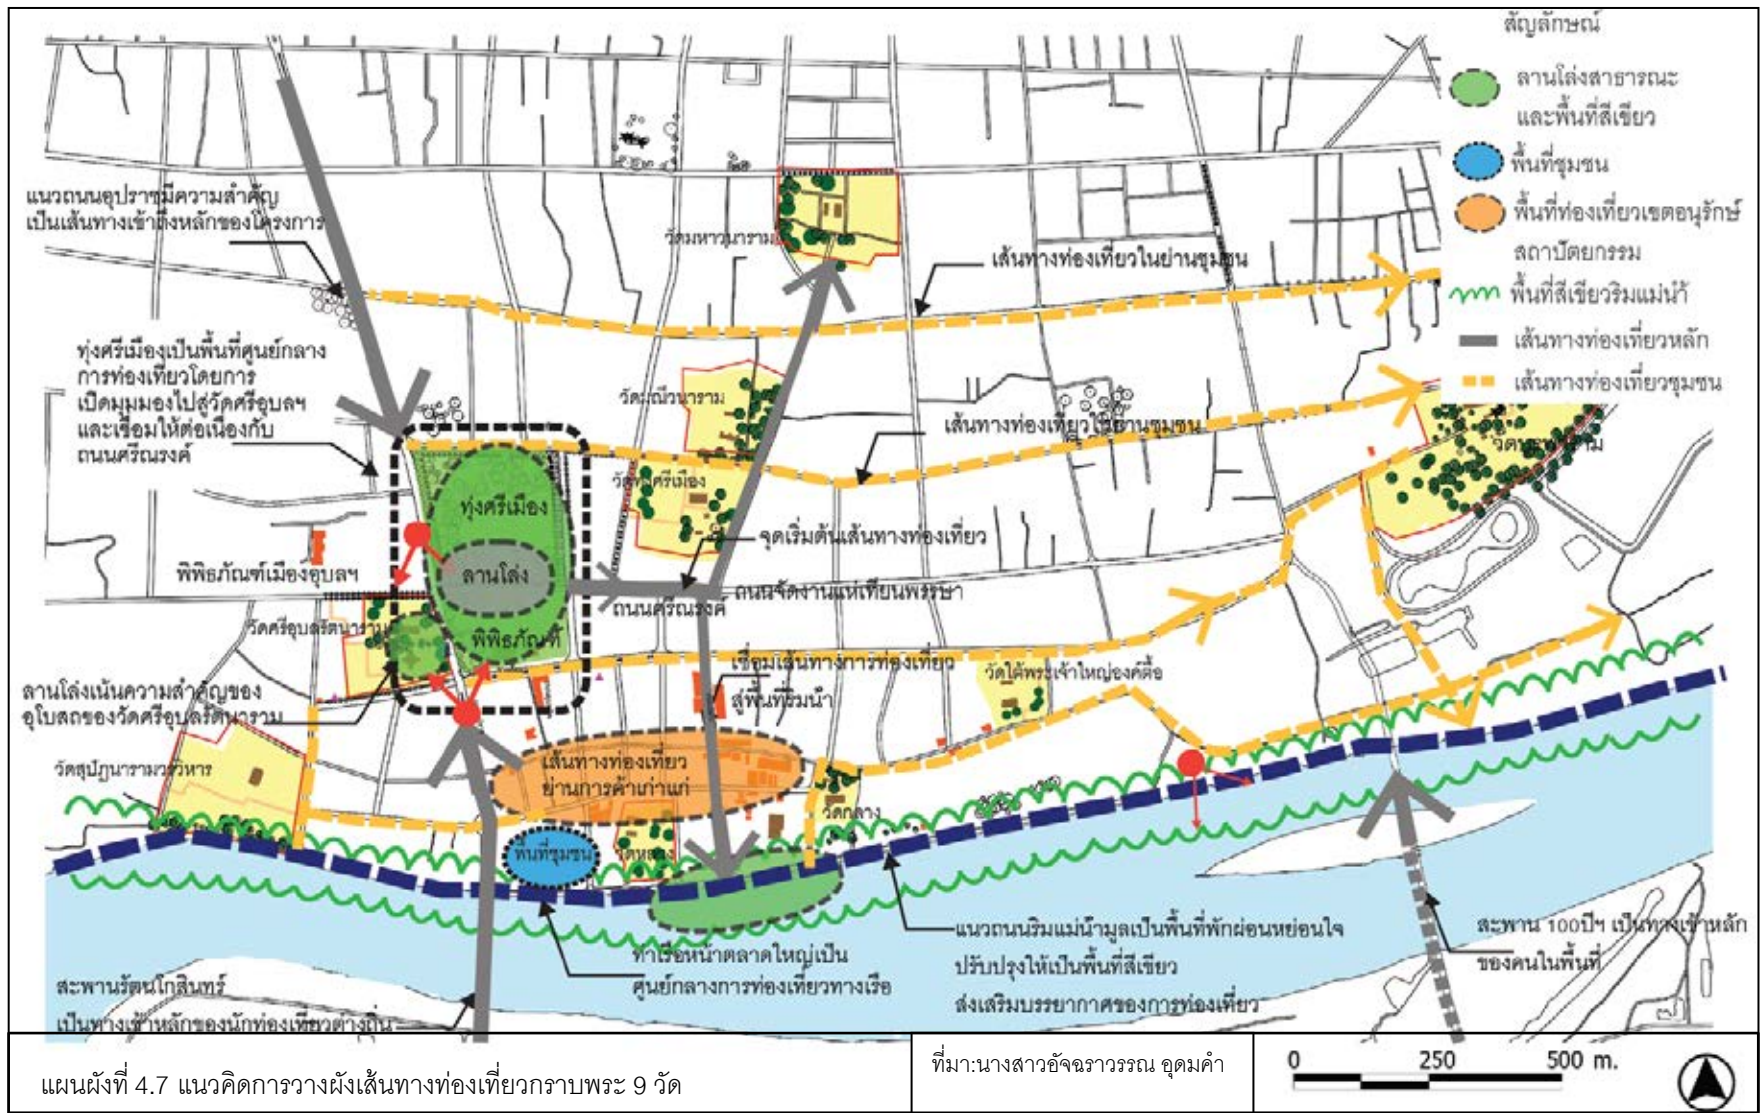 สัญลักษณ์
ลานโล่งสาธารณะ
และพื้นที่สีเขียว
พื้นที่ชุมชน
พื้นที่ท่องเที่ยวเขตอนุรักษ์
สถาปัตยกรรม
พื้นที่สีเขียวริมแม่น้ำ
เส้นทางท่องเที่ยวหลัก
เส้นทางท่องเที่ยวชุมชน
แนวถนนอุปราชมีความสำคัญ
เป็นเส้นทางเข้าถึงหลักของโครงการ
วัดมหาวนาราม
เส้นทางท่องเที่ยวในย่านชุมชน
ทุ่งศรีเมืองเป็นพื้นที่ศูนย์กลาง
การท่องเที่ยวโดยการ
เปิดมุมมองไปสู่วัดศรีอุบลฯ
และเชื่อมให้ต่อเนื่องกับ
ถนนศรีณรงค์
วัดมณีวนาราม
เส้นทางท่องเที่ยวในย่านชุมชน
วัดทุ่งศรีเมือง
ทุ่งศรีเมือง
จุดเริ่มต้นเส้นทางท่องเที่ยว
พิพิธภัณฑ์เมืองอุบลฯ
ลานโล่ง
ถนนจัดงานแห่เทียนพรรษา
ถนนศรีณรงค์
วัดศรีอุบลรัตนาราม
พิพิธภัณฑ์
เชื่อมเส้นทางการท่องเที่ยว
สู่พื้นที่ริมน้ำ
วัดใต้พระเจ้าใหญ่องค์ตื้อ
ลานโล่งเน้นความสำคัญของ
อุโบสถของวัดศรีอุบลรัตนาราม
วัดสุปัฏนารามวรวิหาร
เส้นทางท่องเที่ยว
ย่านการค้าเก่าแก่
วัดกลาง
พื้นที่ชุมชน
วัดหลวง
แนวถนนริมแม่น้ำมูลเป็นพื้นที่พักผ่อนหย่อนใจ
ปรับปรุงให้เป็นพื้นที่สีเขียว
ส่งเสริมบรรยากาศของการท่องเที่ยว
สะพาน 100ปีฯ เป็นทางเข้าหลัก
ของคนในพื้นที่
ท่าเรือหน้าตลาดใหญ่เป็น
ศูนย์กลางการท่องเที่ยวทางเรือ
สะพานรัตนโกสินทร์
เป็นทางเข้าหลักของนักท่องเที่ยวต่างถิ่น
แผนผังที่ 4.7 แนวคิดการวางผังเส้นทางท่องเที่ยวกราบพระ 9 วัด
ที่มา:นางสาวอัจฉราวรรณ อุดมคำ
0 250 500 m.